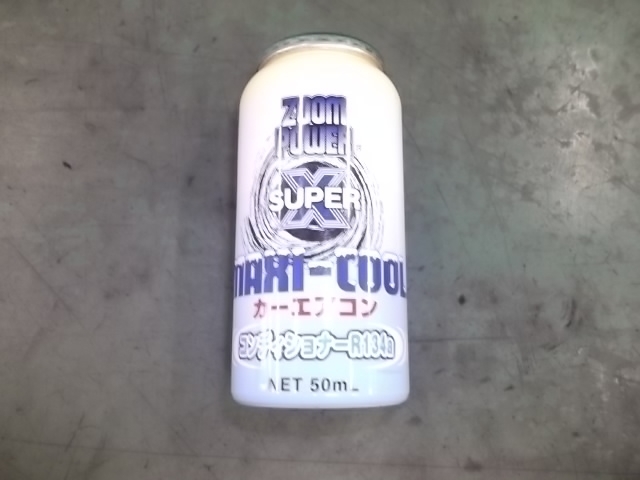 ZOOM
POWER
SUPER X
MAXI-COOL
カーエアコン
コンディショナーR134a
NET 50mL